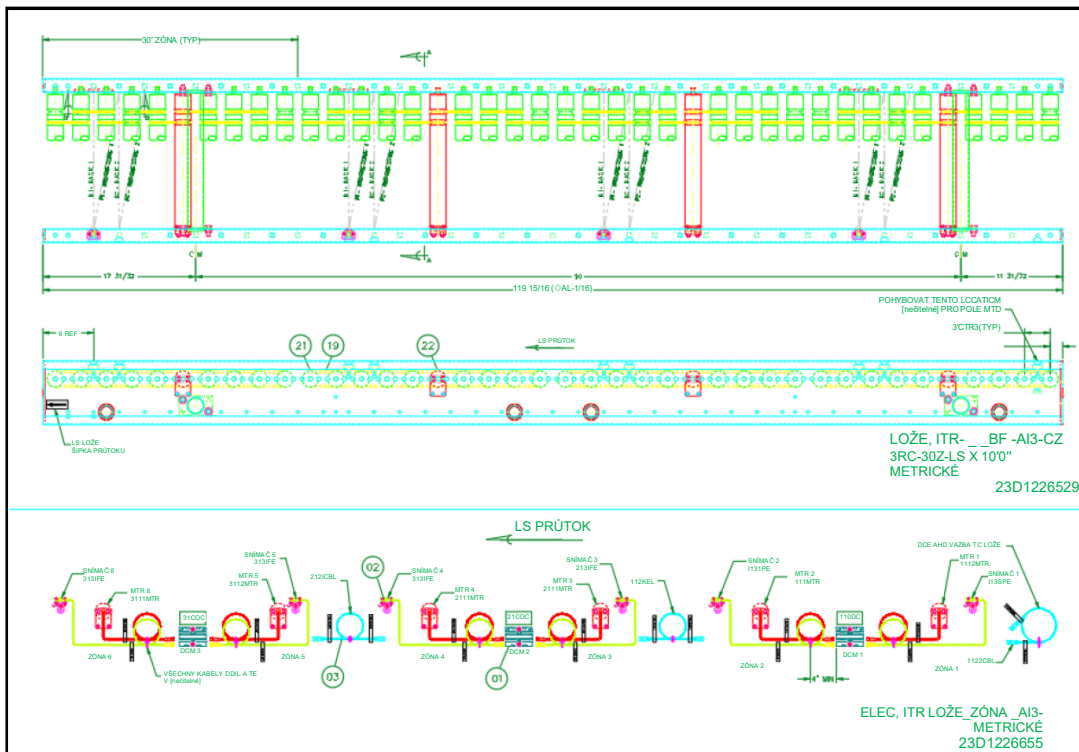 30' ZÓNA (TYP)
A
A
C M
C M
17 31/32
90
11 31/32
119 15/16 (◇AL-1/16)
POHYBOVAT TENTO LCCATICM
[nečitelné] PRO POLE MTD
6 REF
21
19
22
LS PRŮTOK
3'CTR3(TYP)
LS LOŽE
ŠIPKA PRŮTOKU
LOŽE, ITR- _ _BF -AI3-CZ
3RC-30Z-LS X 10'0"
METRICKÉ
23D1226529
LS PRŮTOK
SNÍMAČ 6
313IFE
MTR 6
3111MTR
31COC
DCM 3
MTR 5
3112MTR
SNÍMAČ 5
313IFE
ZÓNA 6
ZÓNA 5
VŠECHNY KABELY DDIL A TE
V [nečitelné]
212ICBL
03
02
SNÍMAČ 4
313IFE
MTR 4
2111MTR
21COC
DCM 2
01
MTR 3
2111MTR
SNÍMAČ 3
213IFE
ZÓNA 4
ZÓNA 3
112KEL
SNÍMAČ 2
I131PE
MTR 2
111MTR
110DC
DCM 1
4" MIN
MTR 1
1112MTR
SNÍMAČ 1
I13SPE
ZÓNA 2
ZÓNA 1
DCE AHD VAZBA TC LOŽE
1122CBL
ELEC, ITR LOŽE_ZÓNA _AI3-
METRICKÉ
23D1226655